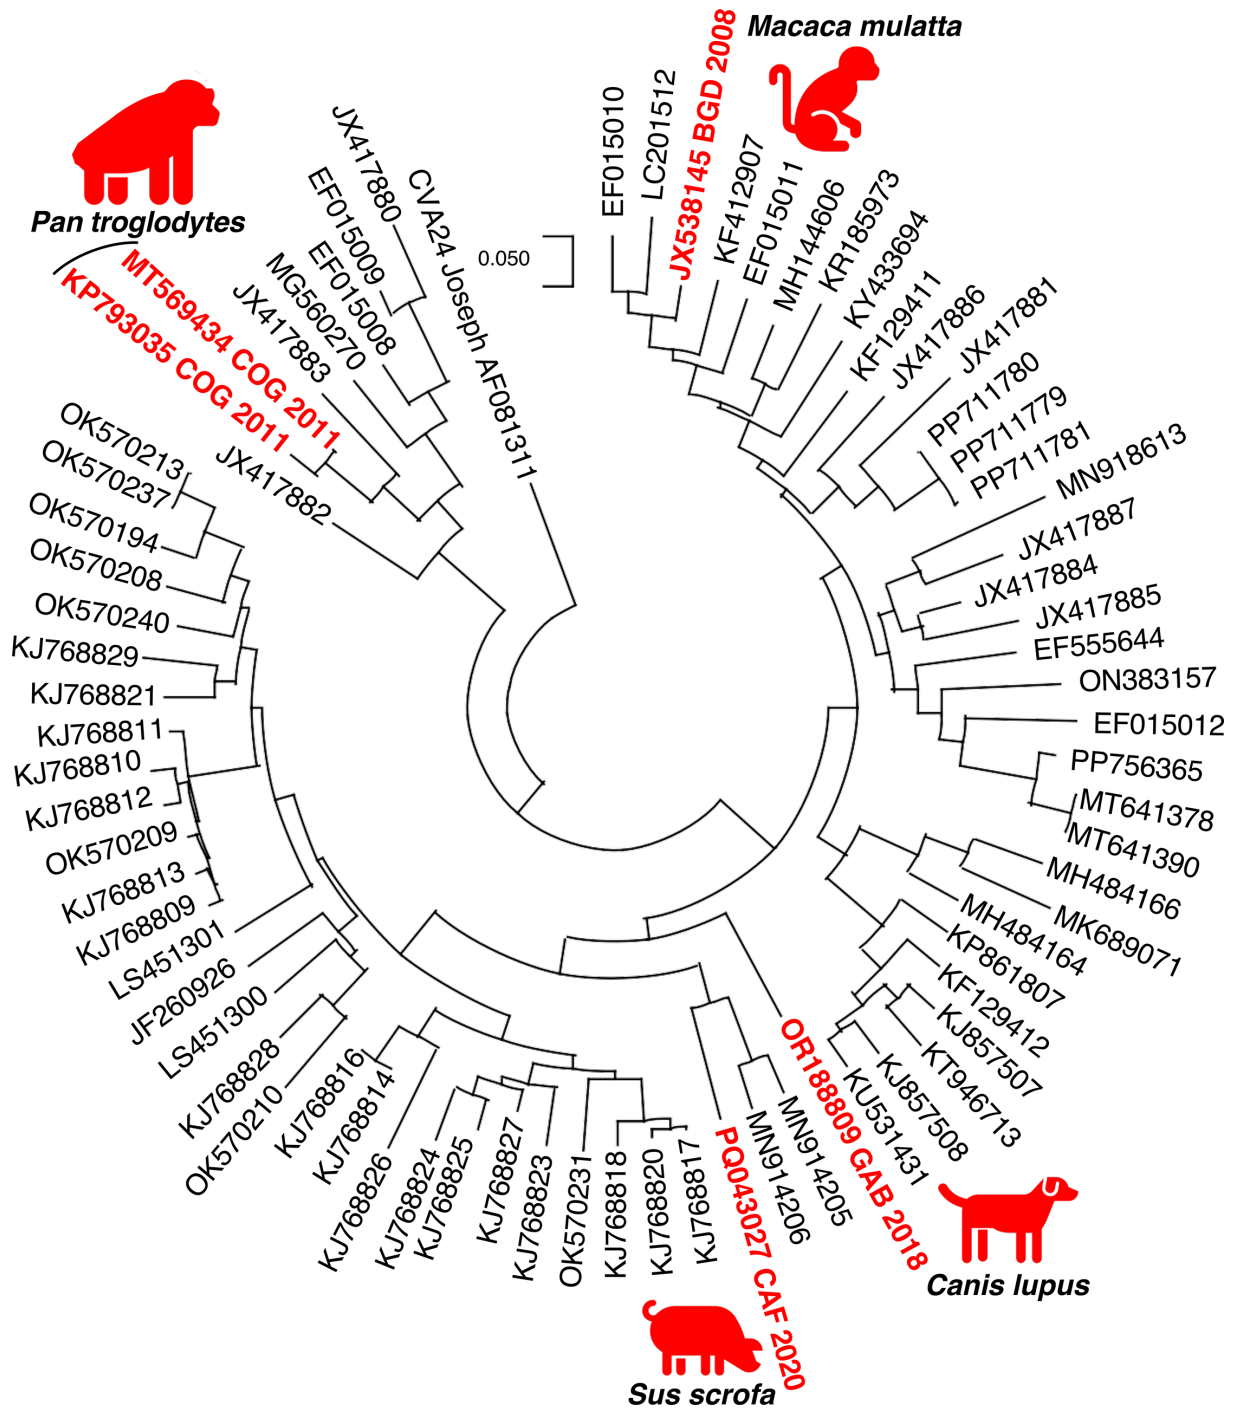 Macaca mulatta
Pan troglodytes
0.050
CVA24 Joseph AF081311
EF015010
LC201512
JX538145 BGD 2008
KF412907
EF015011
MH144606
KR185973
KY433694
KF129411
JX417886
JX417881
PP711780
PP711779
PP711781
MN918613
JX417887
JX417884
JX417885
EF555644
ON383157
EF015012
PP756365
MT641378
MT641390
MH484166
MK689071
MH484164
KP861807
KF129412
KJ857507
KT946713
KJ857508
KU531431
OR188809 GAB 2018
Canis lupus
MN914205
MN914206
PQ043027 CAF 2020
Sus scrofa
KJ768817
KJ768820
KJ768818
OK570231
KJ768823
KJ768827
KJ768825
KJ768824
KJ768826
KJ768814
KJ768816
OK570210
KJ768828
LS451300
JF260926
LS451301
KJ768809
KJ768813
OK570209
KJ768812
KJ768810
KJ768811
KJ768821
KJ768829
OK570240
OK570208
OK570194
OK570237
OK570213
JX417882
KP793035 COG 2011
MT569434 COG 2011
JX417883
MG560270
EF015008
EF015009
JX417880